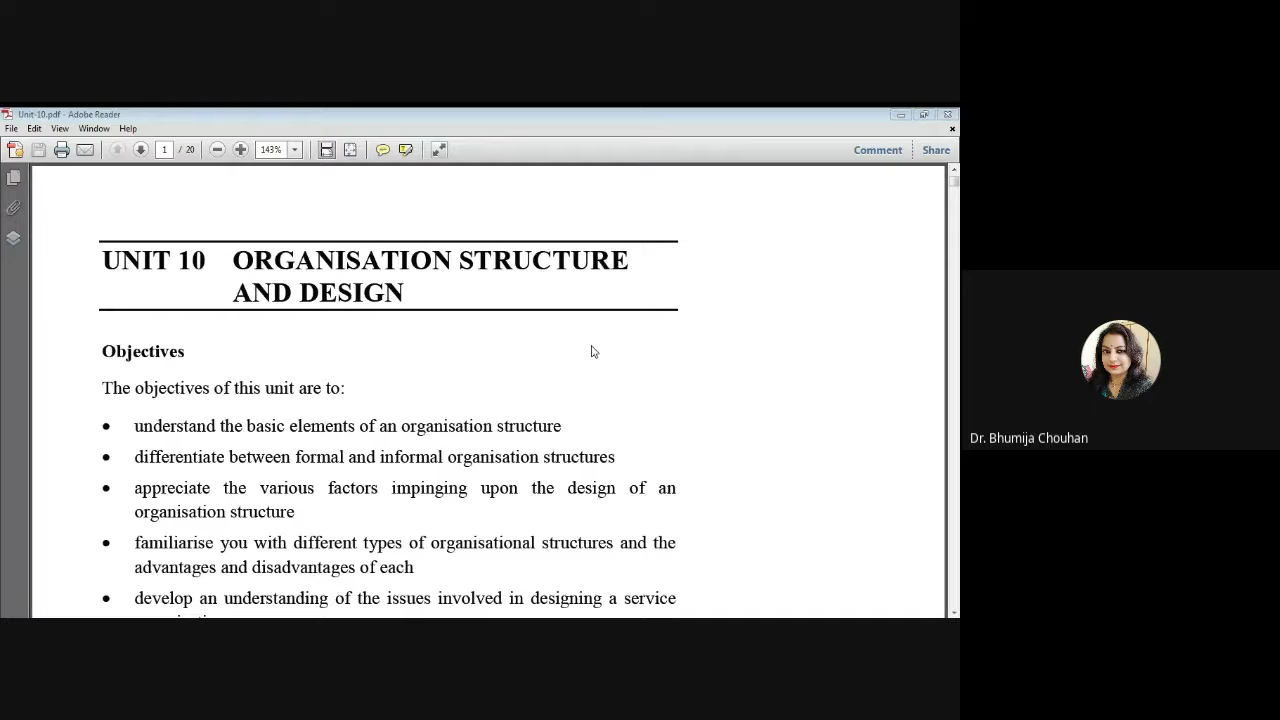 Unit-10.pdf - Adobe Reader
File Edit View Window Help
1 / 20 143% Comment Share
UNIT 10 ORGANISATION STRUCTURE
AND DESIGN
Objectives
The objectives of this unit are to:
• understand the basic elements of an organisation structure
• differentiate between formal and informal organisation structures
• appreciate the various factors impinging upon the design of an
organisation structure
• familiarise you with different types of organisational structures and the
advantages and disadvantages of each
• develop an understanding of the issues involved in designing a service
Dr. Bhumija Chouhan